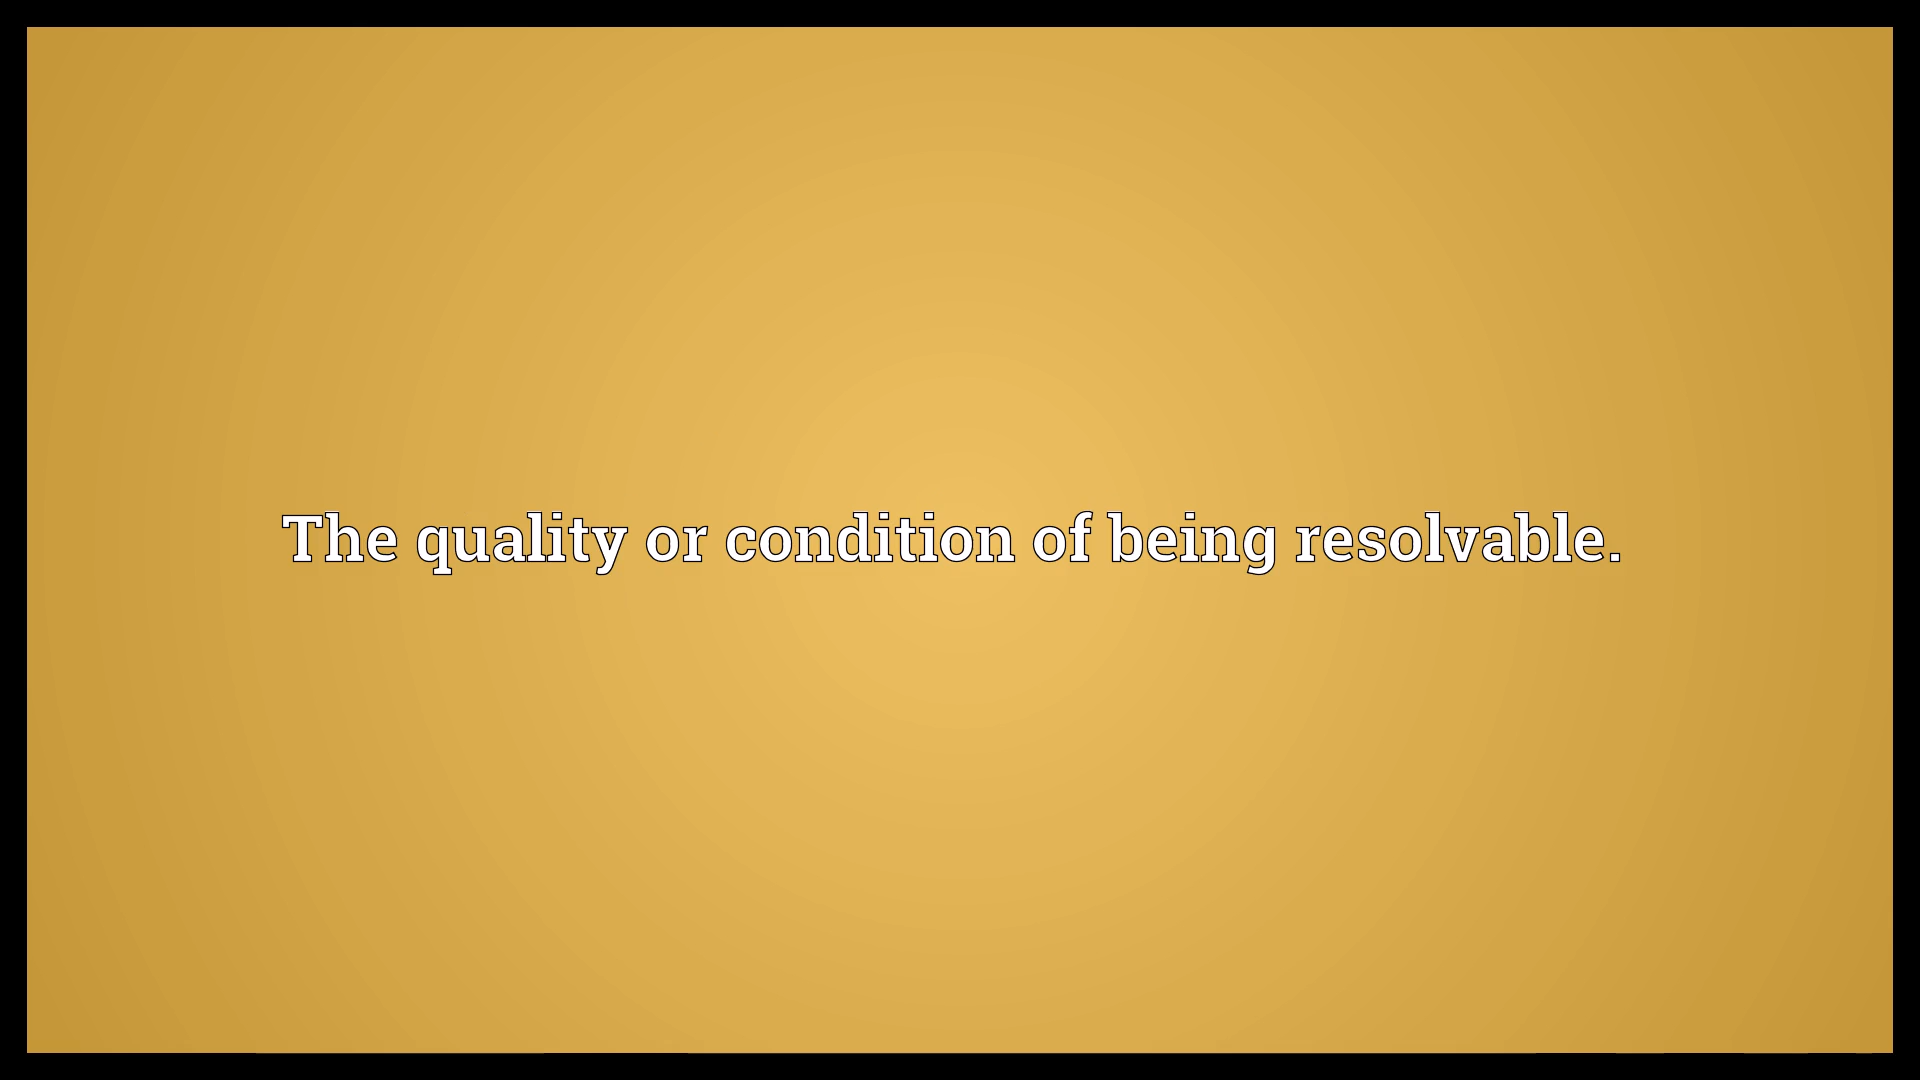 The quality or condition of being resolvable.